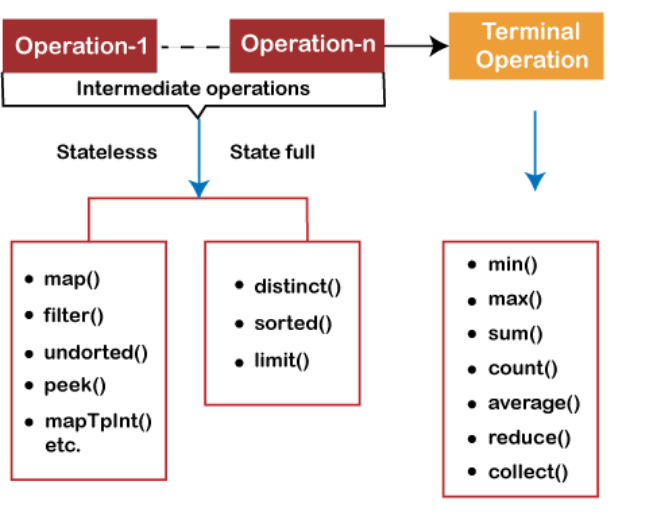 Operation-1
Operation-n
Terminal
Operation
Intermediate operations
Statelesss
State full
map()
filter()
undorted()
peek()
mapTpInt()
etc.
distinct()
sorted()
limit()
min()
max()
sum()
count()
average()
reduce()
collect()